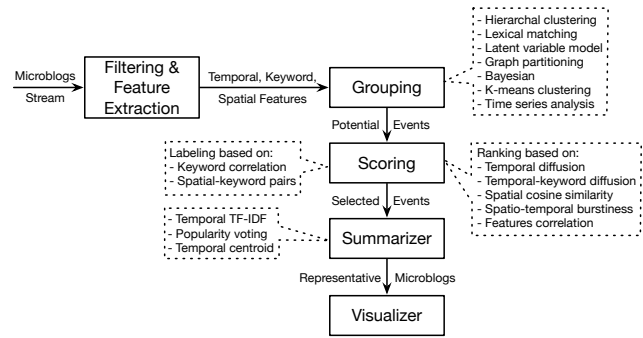 Microblogs
Stream
Filtering &
Feature
Extraction
Temporal, Keyword,
Spatial Features
Grouping
- Hierarchal clustering
- Lexical matching
- Latent variable model
- Graph partitioning
- Bayesian
- K-means clustering
- Time series analysis
Potential Events
Labeling based on:
- Keyword correlation
- Spatial-keyword pairs
Scoring
Ranking based on:
- Temporal diffusion
- Temporal-keyword diffusion
- Spatial cosine similarity
- Spatio-temporal burstiness
- Features correlation
Selected Events
- Temporal TF-IDF
- Popularity voting
- Temporal centroid
Summarizer
Representative Microblogs
Visualizer